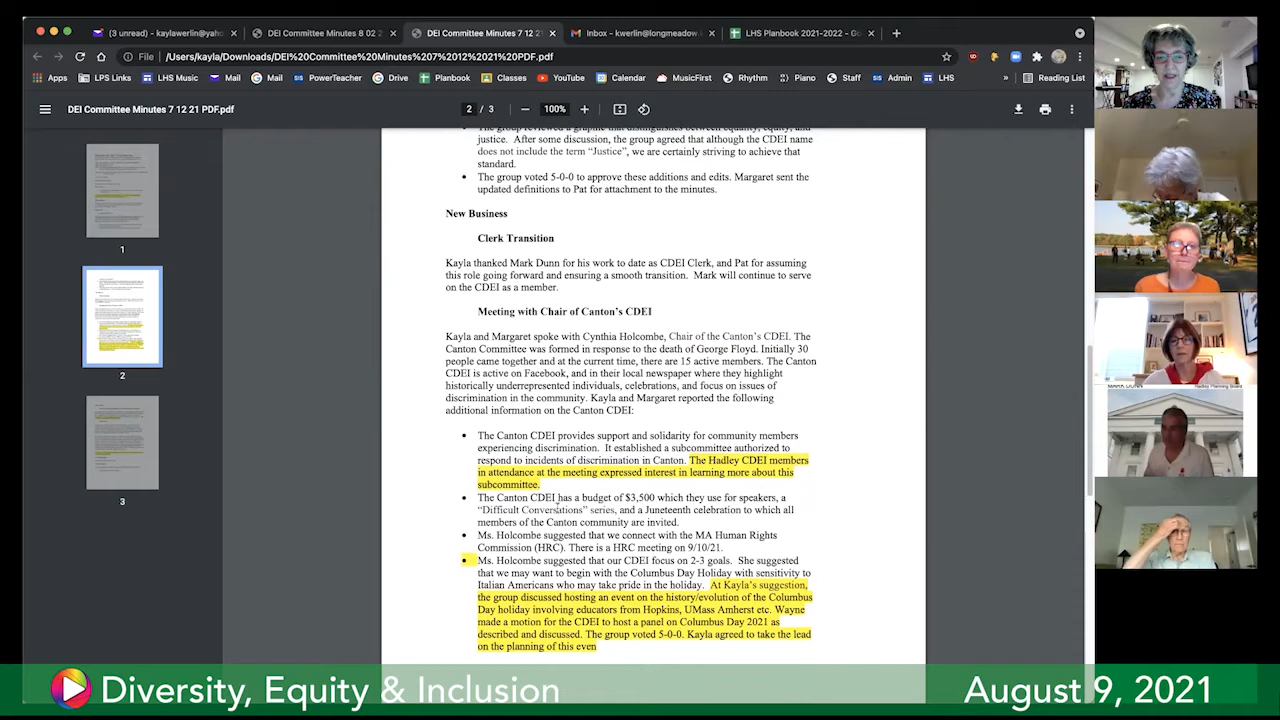 (3 unread) - kaylawerlin@yaho
DEI Committee Minutes 8 02 2
DEI Committee Minutes 7 12 21
Inbox - kwerlin@longmeadow.k
LHS Planbook 2021-2022 - Go
File | /Users/kayla/Downloads/DEI%20Committee%20Minutes%207%2012%2021%20PDF.pdf
Apps LPS Links LHS Music Mail Mail PowerTeacher Drive Planbook Classes YouTube Calendar MusicFirst Rhythm Piano Staff Admin LHS » Reading List
DEI Committee Minutes 7 12 21 PDF.pdf
2 / 3
100%
1
2
3
The group reviewed a graphic that distinguishes between equality, equity, and
justice. After some discussion, the group agreed that although the CDEI name
does not include the term “Justice”, we are certainly striving to achieve that
standard.
• The group voted 5-0-0 to approve these additions and edits. Margaret sent the
updated definitions to Pat for attachment to the minutes.
New Business
Clerk Transition
Kayla thanked Mark Dunn for his work to date as CDEI Clerk, and Pat for assuming
this role going forward and ensuring a smooth transition. Mark will continue to serve
on the CDEI as a member.
Meeting with Chair of Canton’s CDEI
Kayla and Margaret spoke with Cynthia Holcombe, Chair of the Canton’s CDEI. The
Canton Committee was formed in response to the death of George Floyd. Initially 30
people came together and at the current time, there are 15 active members. The Canton
CDEI is active on Facebook, and in their local newspaper where they highlight
historically underrepresented individuals, celebrations, and focus on issues of
discrimination in the community. Kayla and Margaret reported the following
additional information on the Canton CDEI:
• The Canton CDEI provides support and solidarity for community members
experiencing discrimination. It established a subcommittee authorized to
respond to incidents of discrimination in Canton. The Hadley CDEI members
in attendance at the meeting expressed interest in learning more about this
subcommittee.
• The Canton CDEI has a budget of $3,500 which they use for speakers, a
“Difficult Conversations” series, and a Juneteenth celebration to which all
members of the Canton community are invited.
• Ms. Holcombe suggested that we connect with the MA Human Rights
Commission (HRC). There is a HRC meeting on 9/10/21.
• Ms. Holcombe suggested that our CDEI focus on 2-3 goals. She suggested
that we may want to begin with the Columbus Day Holiday with sensitivity to
Italian Americans who may take pride in the holiday. At Kayla’s suggestion,
the group discussed hosting an event on the history/evolution of the Columbus
Day holiday involving educators from Hopkins, UMass Amherst etc. Wayne
made a motion for the CDEI to host a panel on Columbus Day 2021 as
described and discussed. The group voted 5-0-0. Kayla agreed to take the lead
on the planning of this even
MARK DUNN
Hadley Planning Board
Diversity, Equity & Inclusion
August 9, 2021